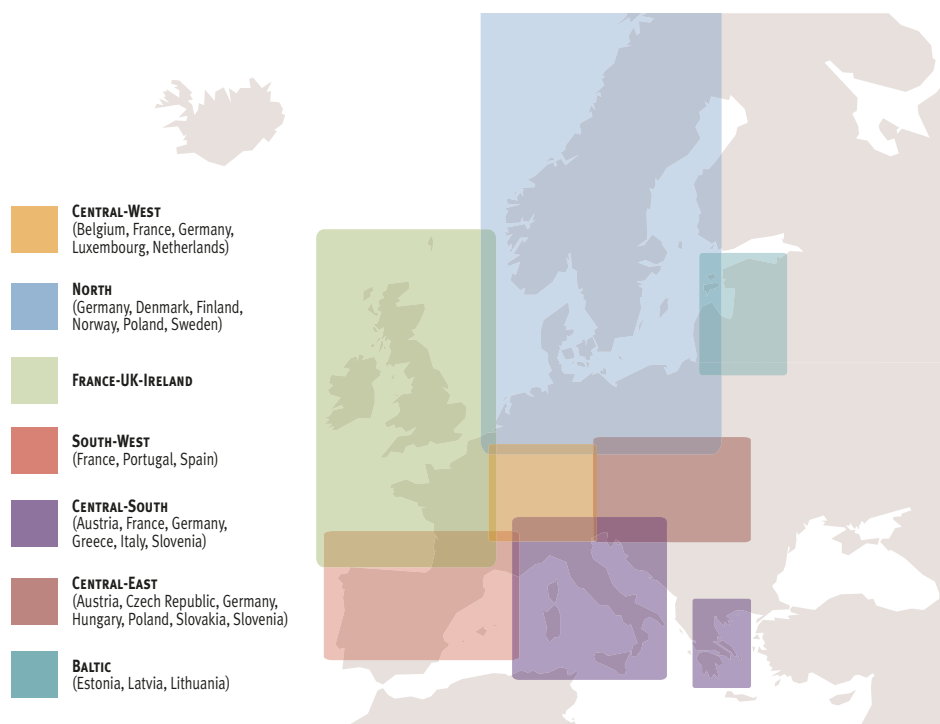 CENTRAL-WEST
(Belgium, France, Germany,
Luxembourg, Netherlands)
NORTH
(Germany, Denmark, Finland,
Norway, Poland, Sweden)
FRANCE-UK-IRELAND
SOUTH-WEST
(France, Portugal, Spain)
CENTRAL-SOUTH
(Austria, France, Germany,
Greece, Italy, Slovenia)
CENTRAL-EAST
(Austria, Czech Republic, Germany,
Hungary, Poland, Slovakia, Slovenia)
BALTIC
(Estonia, Latvia, Lithuania)